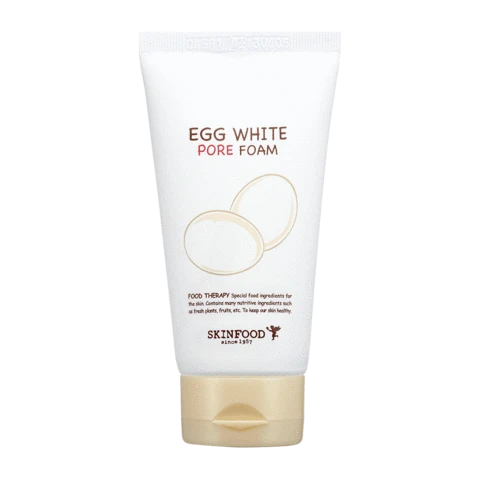 EGG WHITE
PORE FOAM
FOOD THERAPY Special food ingredients for
the skin. Contains many nutritive ingredients such
as fresh plants, fruits, etc. To keep our skin healthy.
SKINFOOD
since 1957